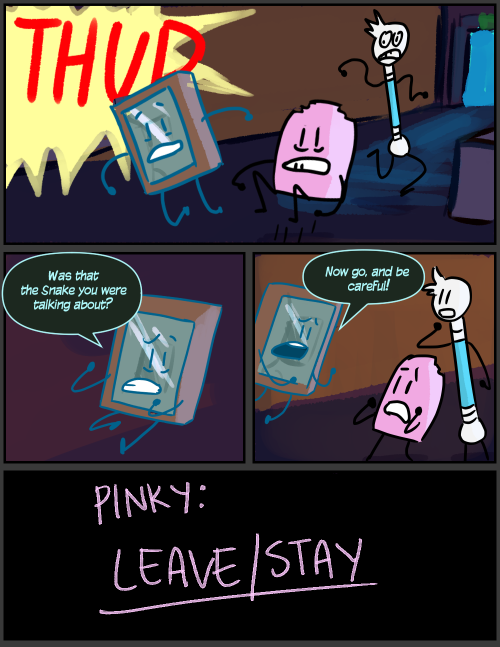 THUD
Was that
the Snake you were
talking about?
Now go, and be
careful!
PINKY:
LEAVE/STAY